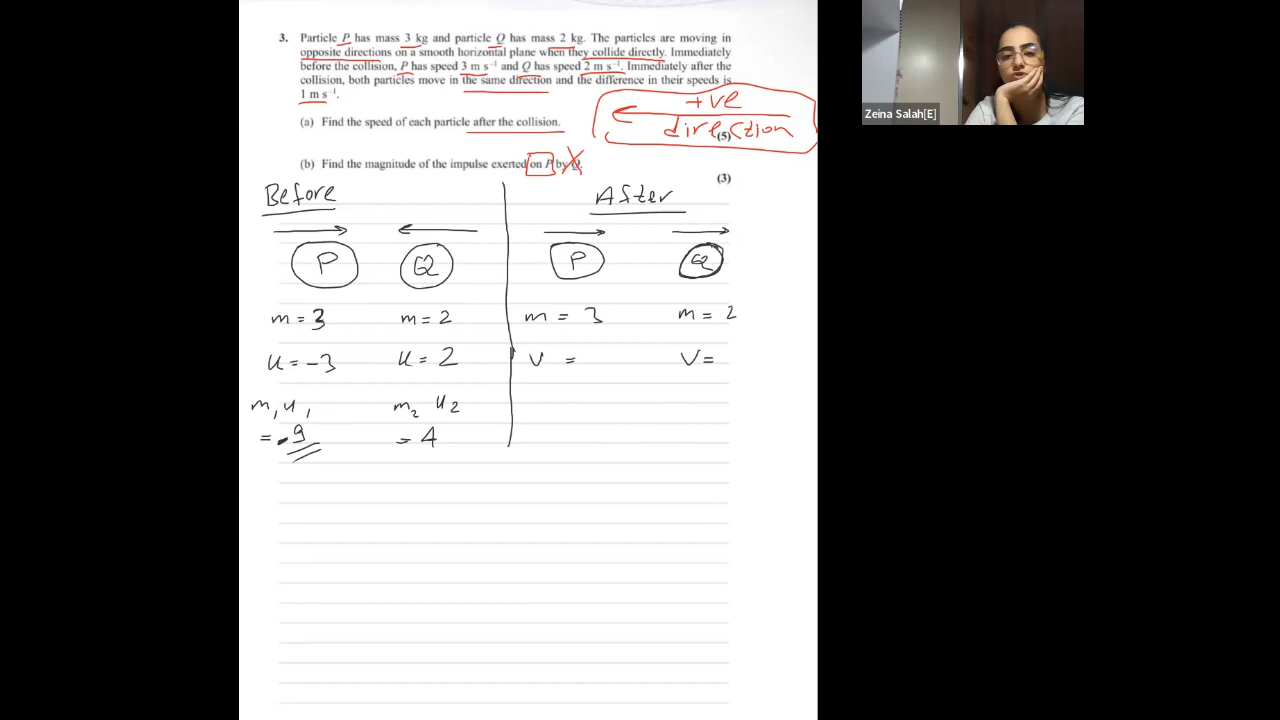 3. Particle P has mass 3 kg and particle Q has mass 2 kg. The particles are moving in
opposite directions on a smooth horizontal plane when they collide directly. Immediately
before the collision, P has speed 3 m s⁻¹ and Q has speed 2 m s⁻¹. Immediately after the
collision, both particles move in the same direction and the difference in their speeds is
1 m s⁻¹.
+ve
direction
(a) Find the speed of each particle after the collision.
(5)
(b) Find the magnitude of the impulse exerted on P by Q.
(3)
Before After
P Q P Q
m = 3 m = 2 m = 3 m = 2
u = -3 u = 2 v = v =
m₁u₁ m₂ u₂
= -9 = 4
Zeina Salah[E]